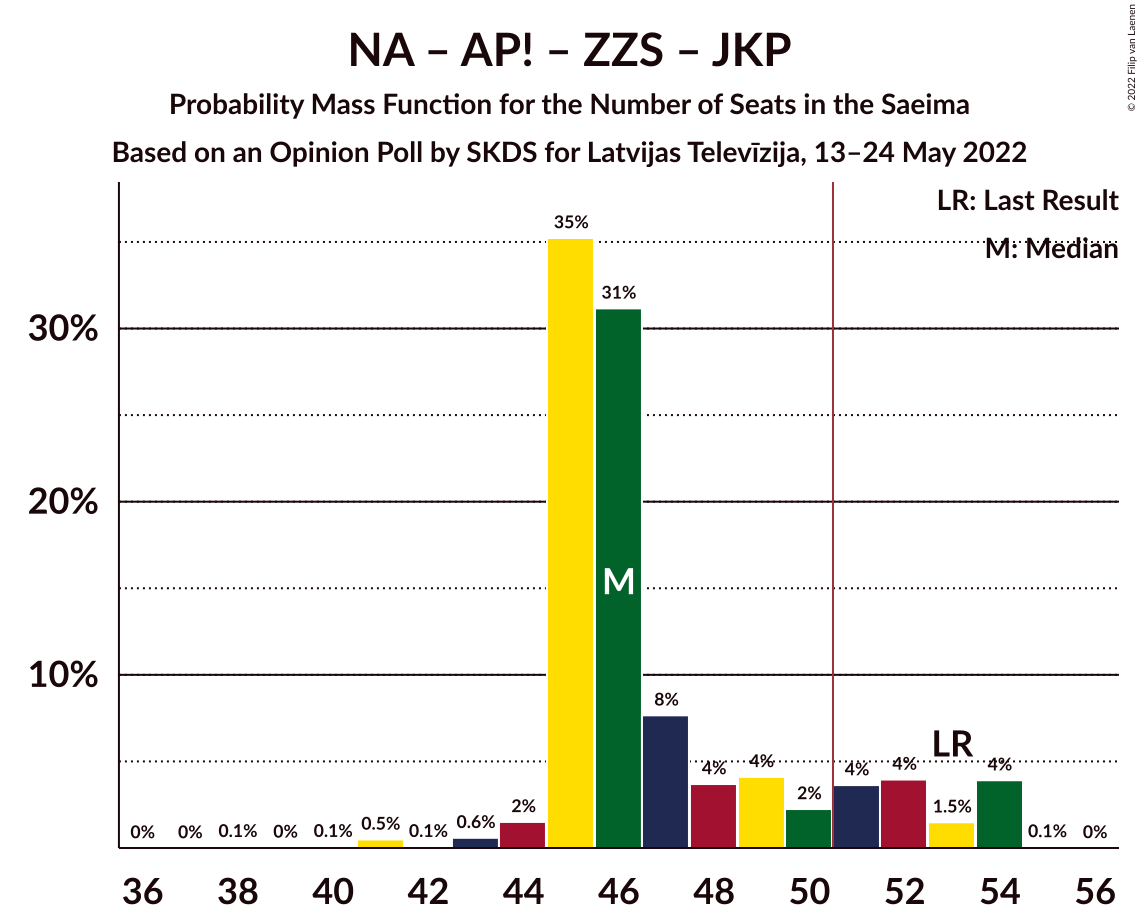 NA – AP! – ZZS – JKP
Probability Mass Function for the Number of Seats in the Saeima
Based on an Opinion Poll by SKDS for Latvijas Televīzija, 13–24 May 2022
© 2022 Filip van Laenen
LR: Last Result
M: Median
30%
20%
10%
0%
0%
0.1%
0%
0.1%
0.5%
0.1%
0.6%
2%
35%
31%
8%
4%
4%
2%
4%
4%
1.5%
4%
0.1%
0%
M
LR
36 38 40 42 44 46 48 50 52 54 56